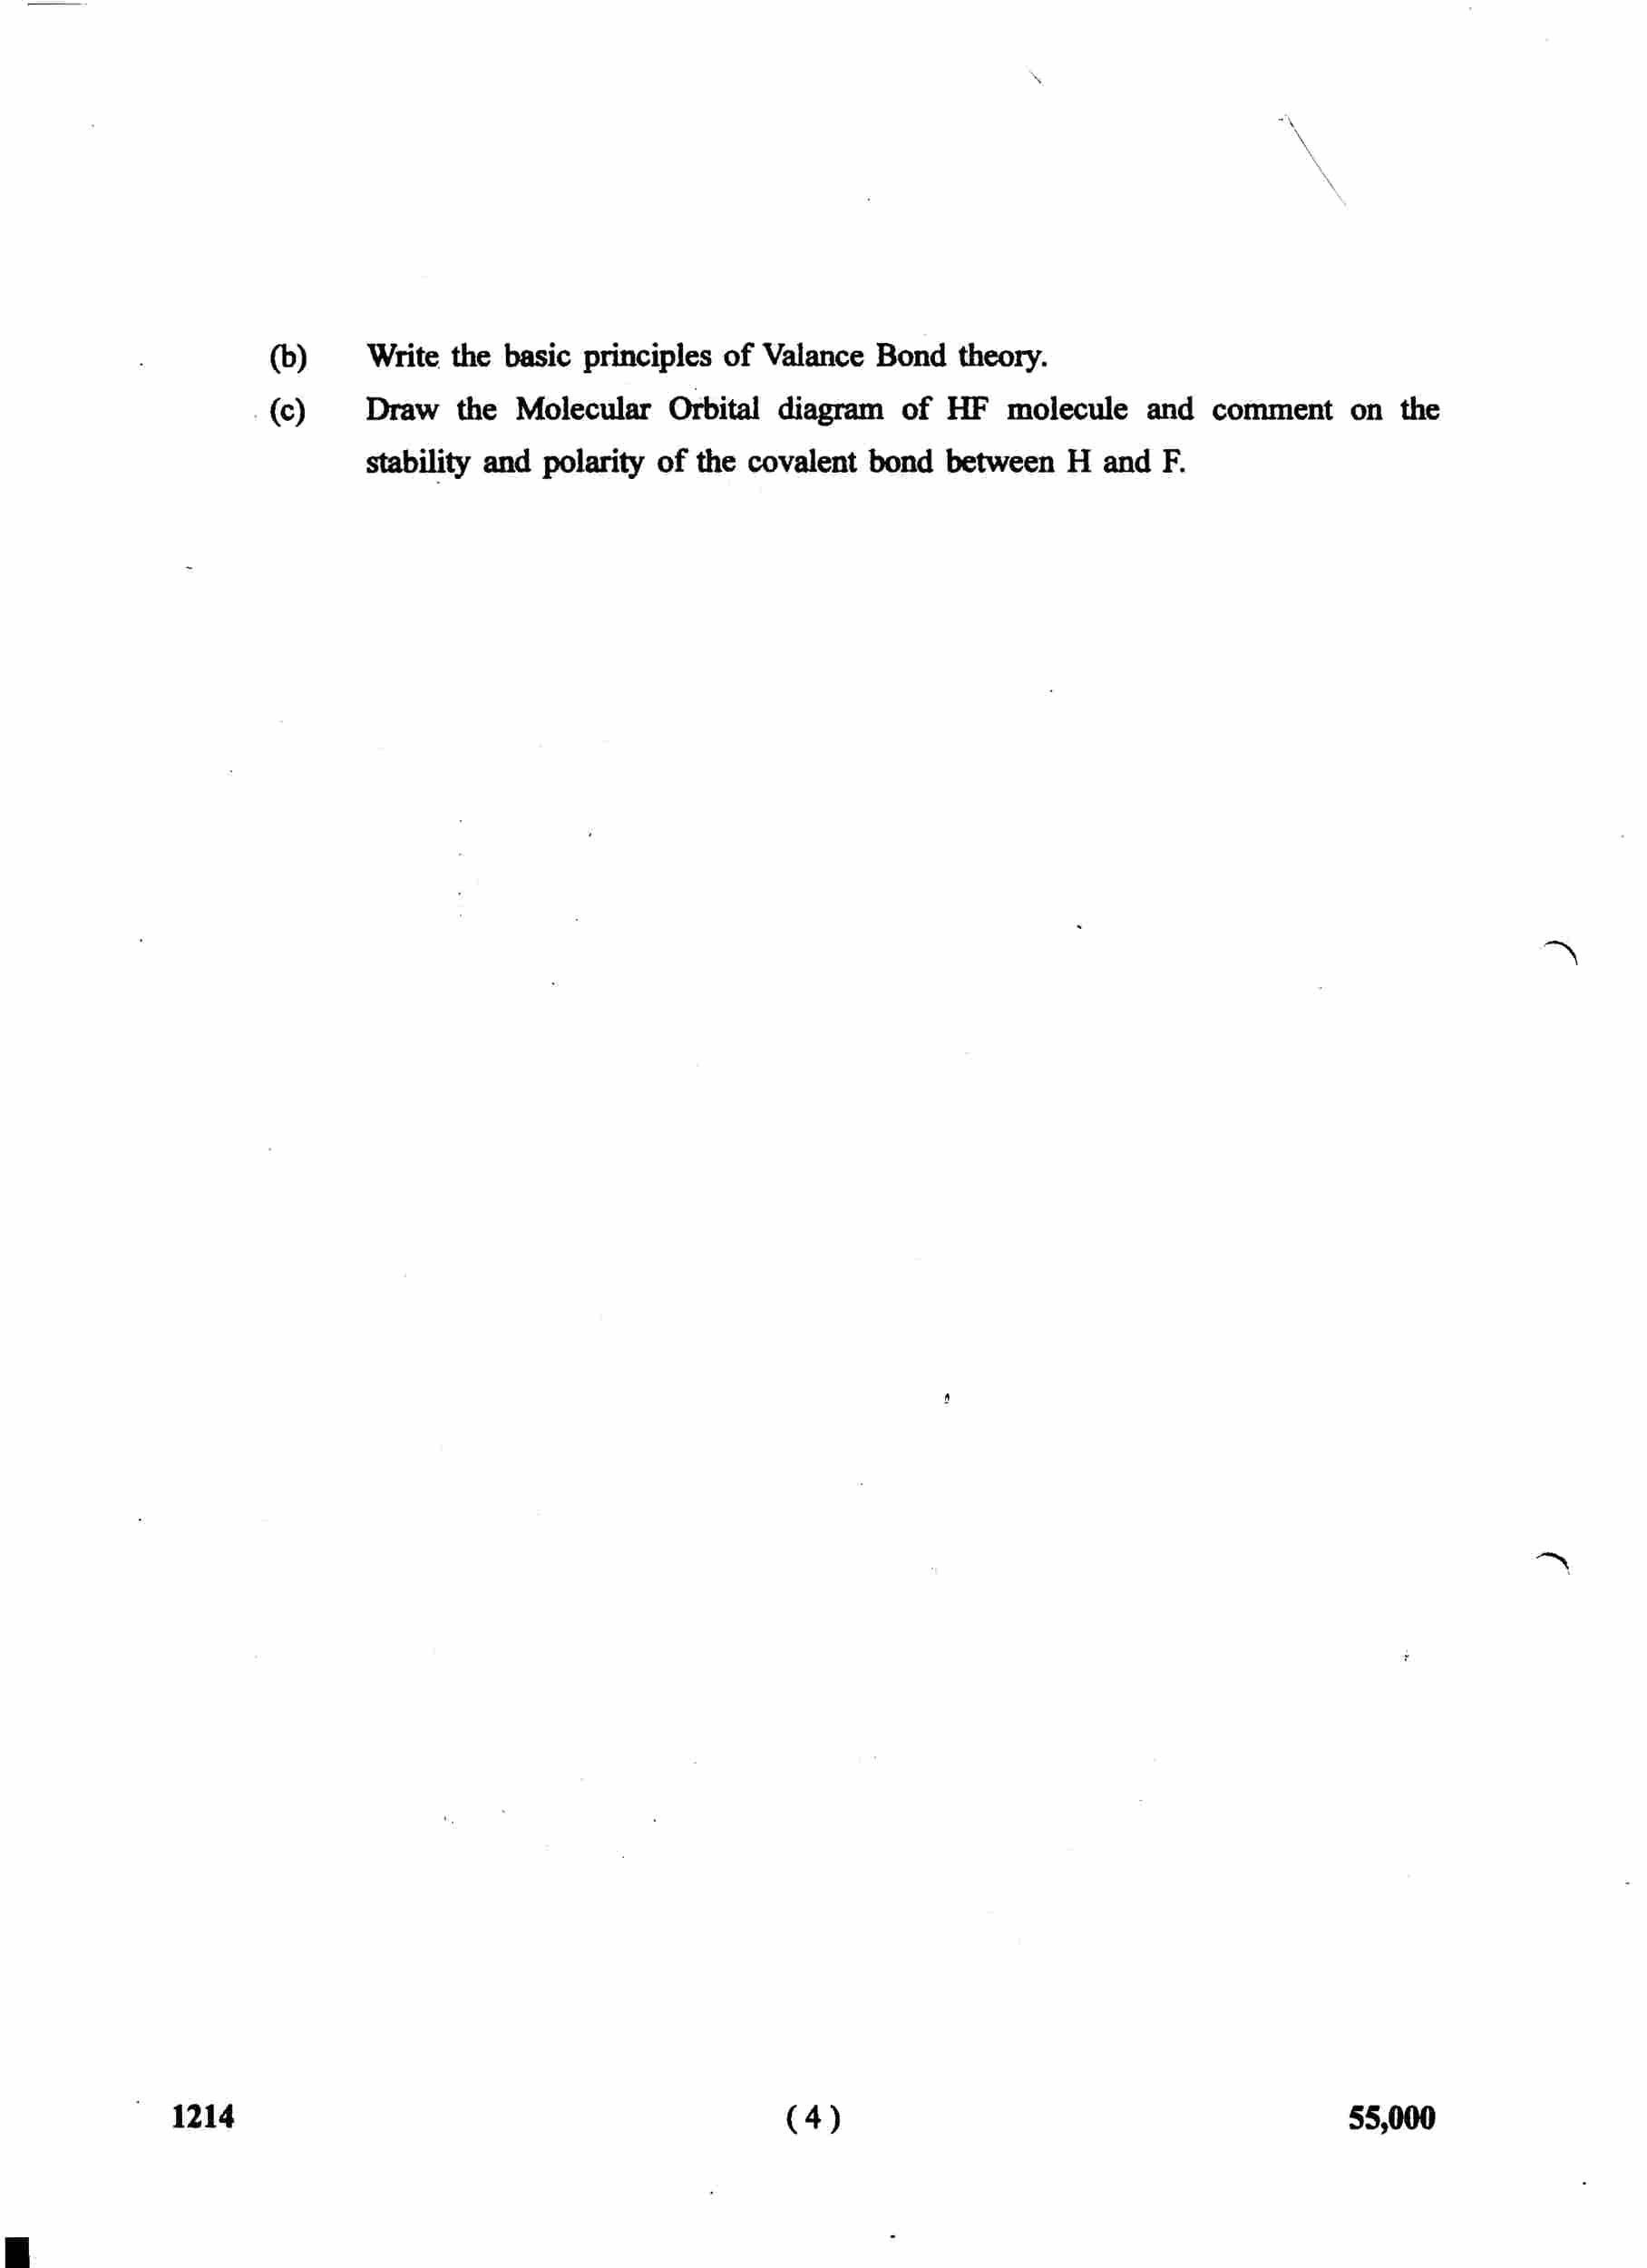 (b) Write the basic principles of Valance Bond theory.
(c) Draw the Molecular Orbital diagram of HF molecule and comment on the
stability and polarity of the covalent bond between H and F.
1214 (4) 55,000